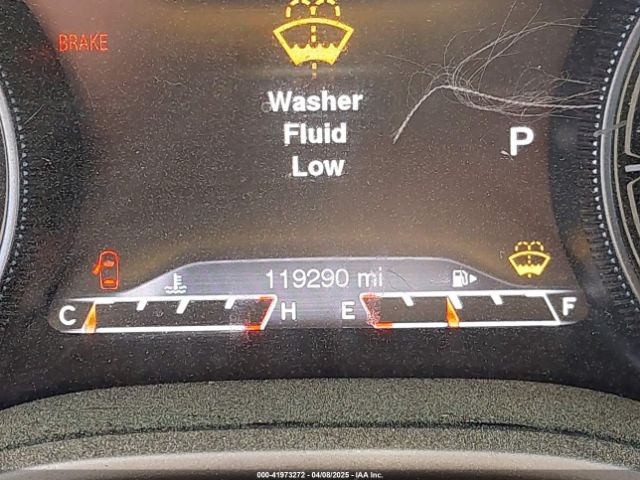 BRAKE
Washer
Fluid
Low
P
119290 mi
C
H
E
F
000-41973272 - 04/08/2025 - IAA Inc.